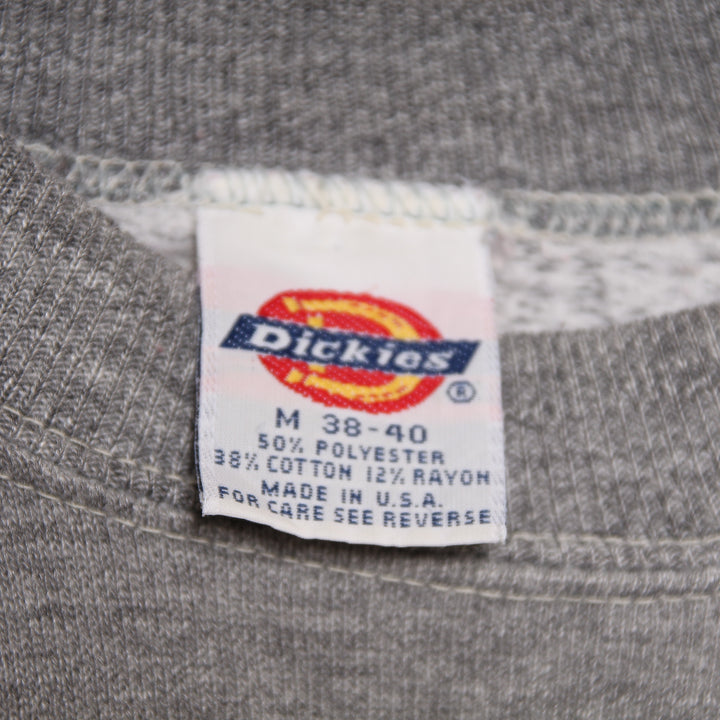 Dickies
®
M 38-40
50% POLYESTER
38% COTTON 12% RAYON
MADE IN U.S.A.
FOR CARE SEE REVERSE